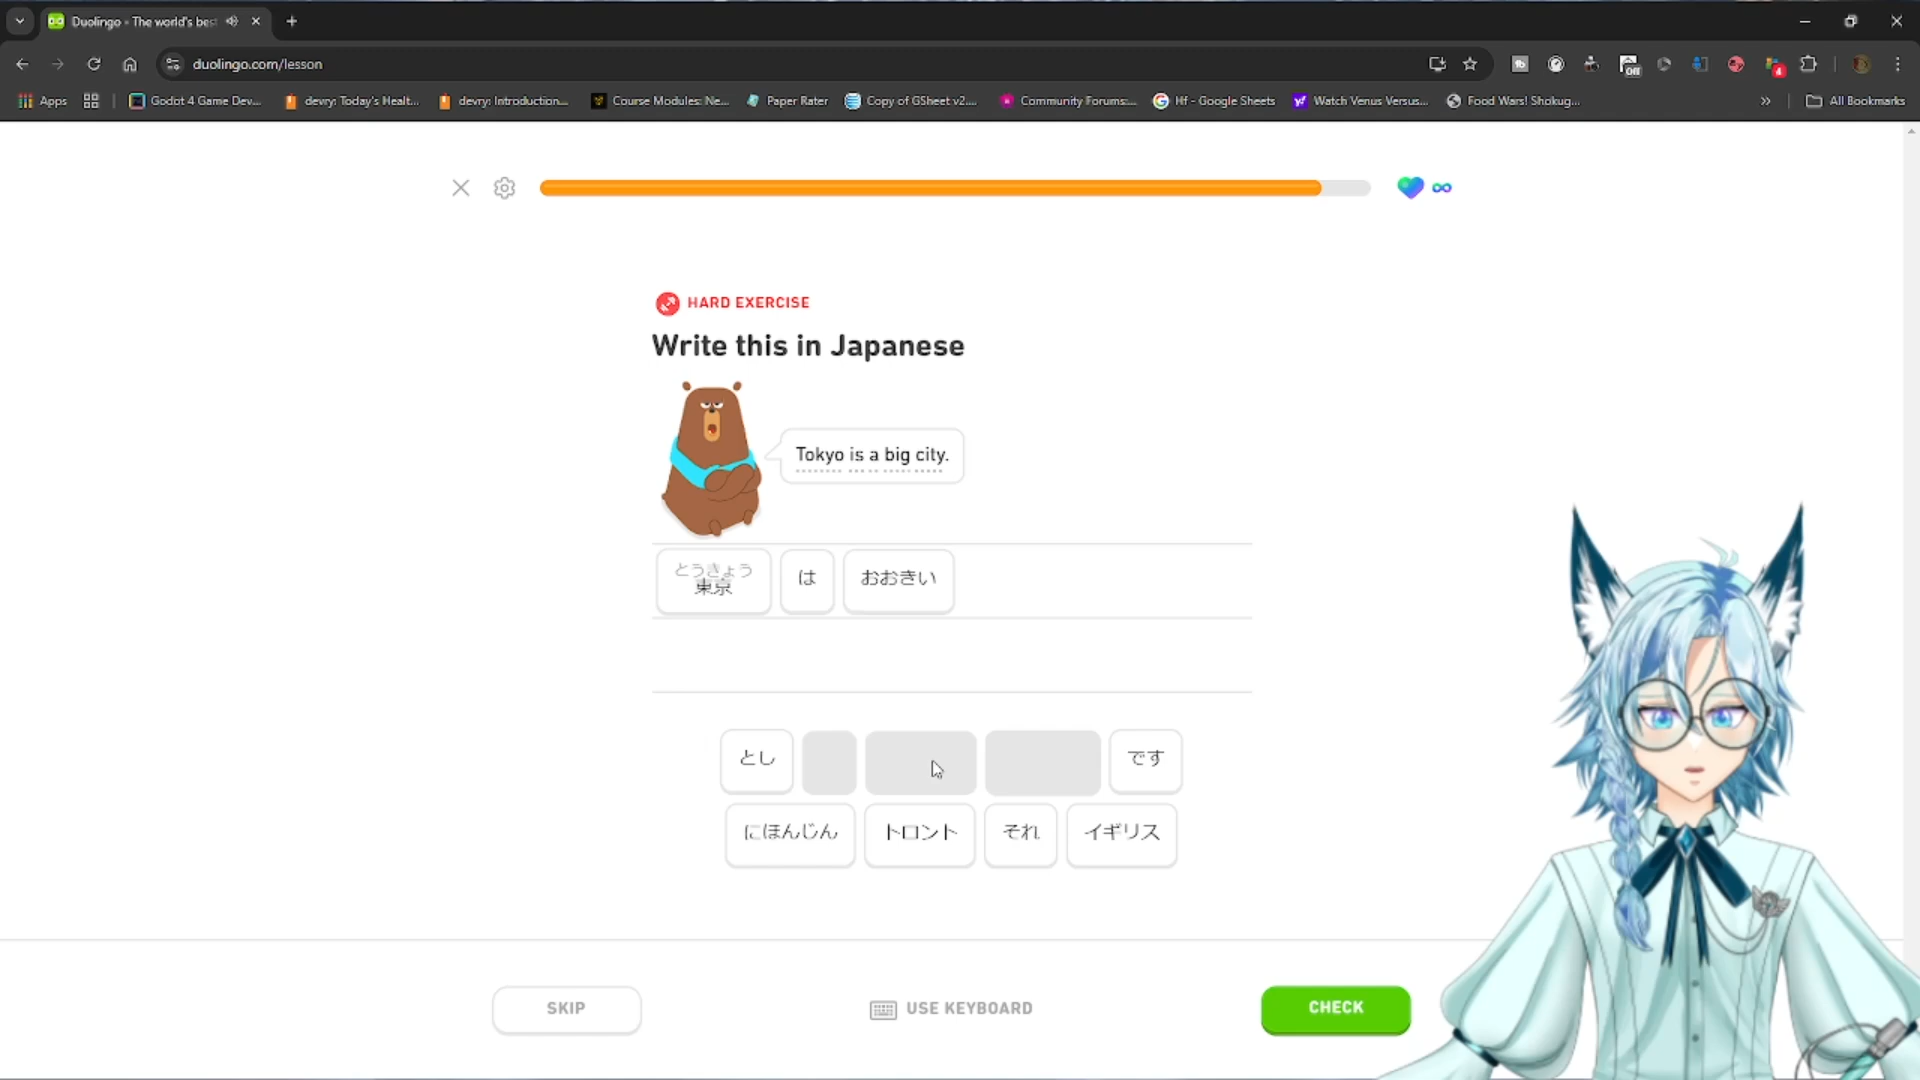 Duolingo - The world's bes
duolingo.com/lesson
Off
4
Apps
Godot 4 Game Dev...
devry: Today's Healt...
devry: Introduction...
Course Modules: Ne...
Paper Rater
Copy of GSheet v2....
Community Forums:...
Hf - Google Sheets
Watch Venus Versus...
Food Wars! Shokug...
All Bookmarks
HARD EXERCISE
Write this in Japanese
Tokyo is a big city.
とうきょう
東京 は おおきい
とし です
にほんじん トロント それ イギリス
SKIP
USE KEYBOARD
CHECK